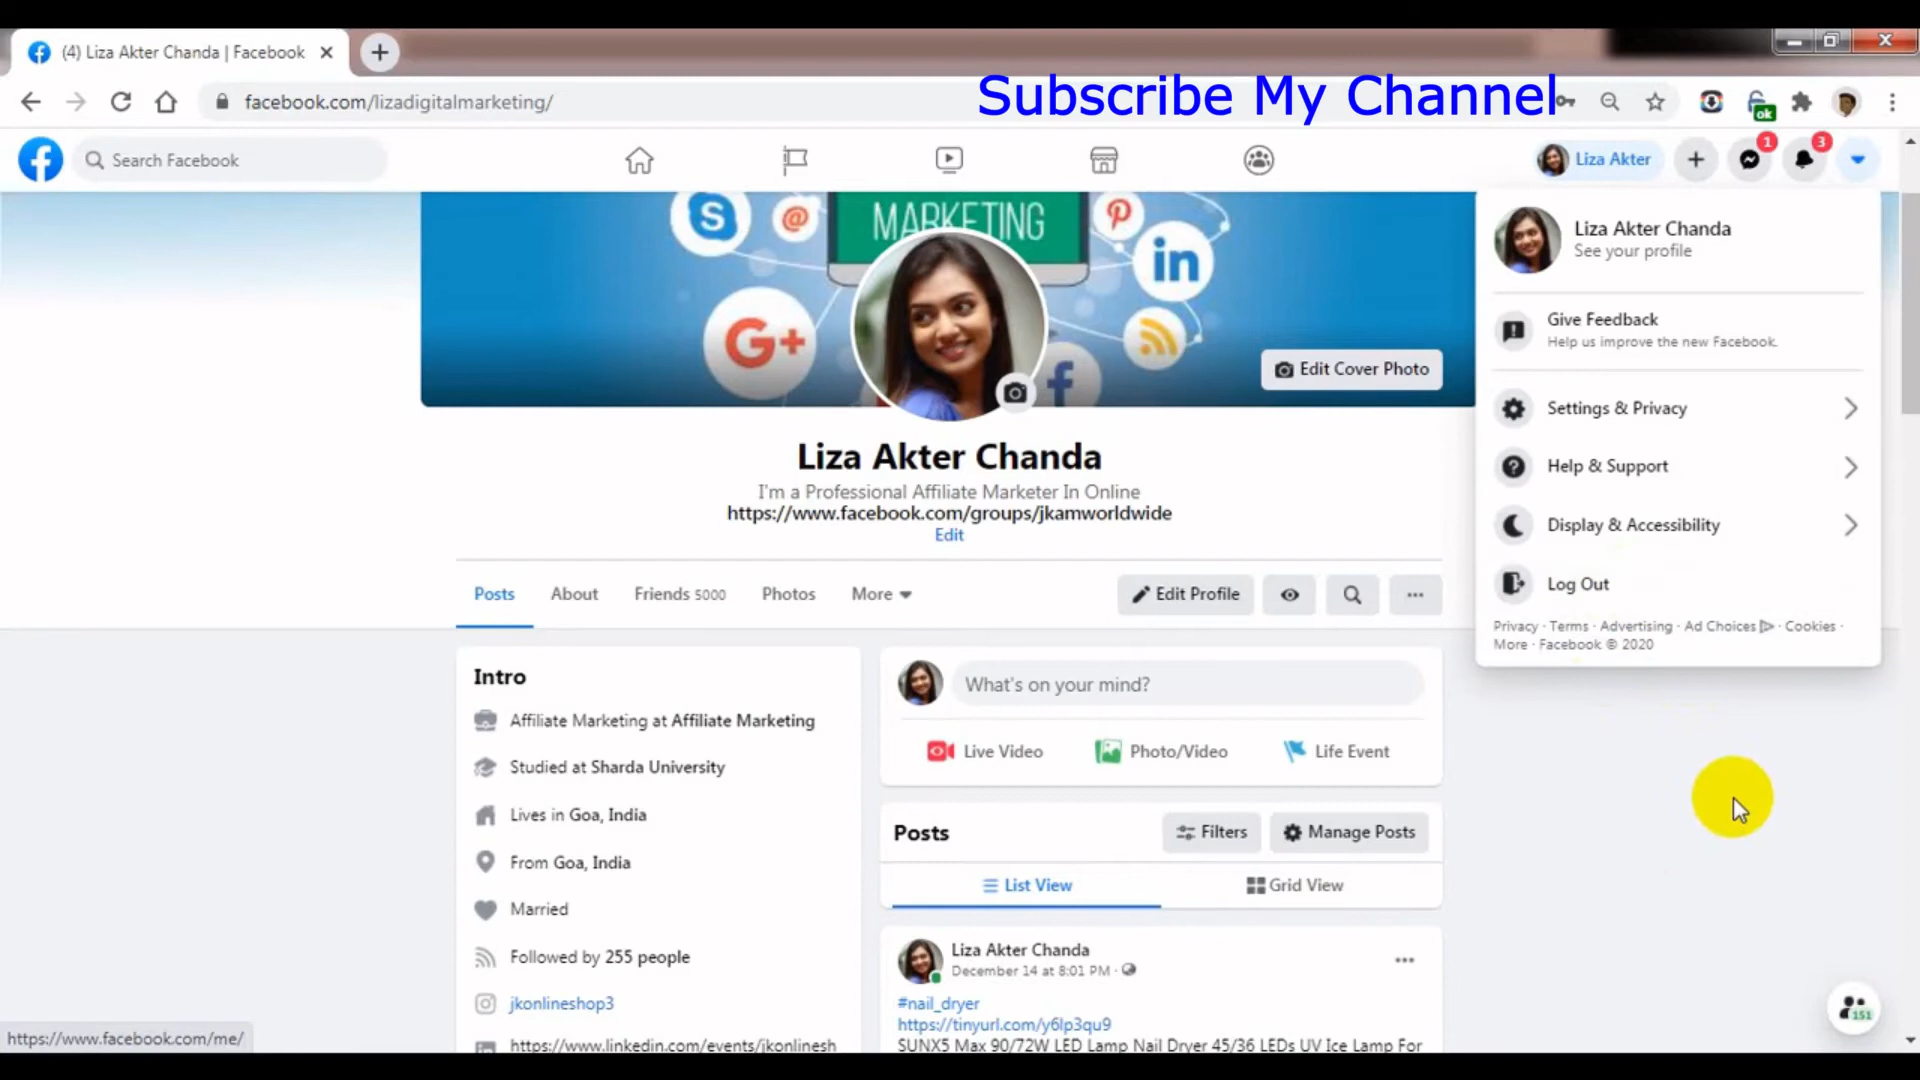 (4) Liza Akter Chanda | Facebook
facebook.com/lizadigitalmarketing/
Subscribe My Channel
ok
Search Facebook
Liza Akter
1
3
MARKETING
G+
in
Edit Cover Photo
Liza Akter Chanda
See your profile
Give Feedback
Help us improve the new Facebook.
Settings & Privacy
Help & Support
Display & Accessibility
Log Out
Privacy · Terms · Advertising · Ad Choices · Cookies ·
More · Facebook © 2020
Liza Akter Chanda
I'm a Professional Affiliate Marketer In Online
https://www.facebook.com/groups/jkamworldwide
Edit
Posts
About
Friends 5000
Photos
More
Edit Profile
Intro
Affiliate Marketing at Affiliate Marketing
Studied at Sharda University
Lives in Goa, India
From Goa, India
Married
Followed by 255 people
jkonlineshop3
https://www.linkedin.com/events/jkonlinesh
What's on your mind?
Live Video
Photo/Video
Life Event
Posts
Filters
Manage Posts
List View
Grid View
Liza Akter Chanda
December 14 at 8:01 PM ·
#nail_dryer
https://tinyurl.com/y6lp3qu9
SUNX5 Max 90/72W LED Lamp Nail Dryer 45/36 LEDs UV Ice Lamp For
151
https://www.facebook.com/me/